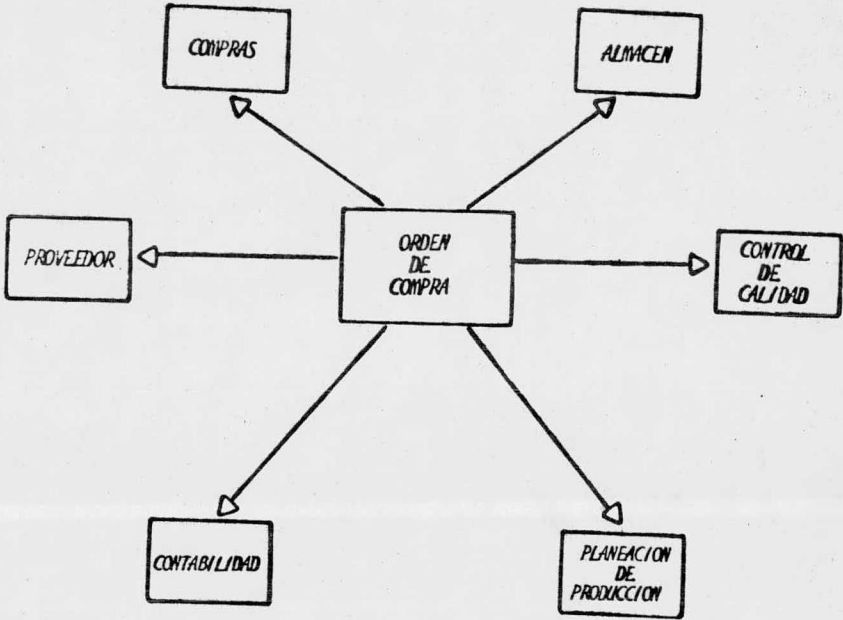 COMPRAS
ALMACEN
PROVEEDOR
ORDEN
DE
COMPRA
CONTROL
DE
CALIDAD
CONTABILIDAD
PLANEACION
DE
PRODUCCION